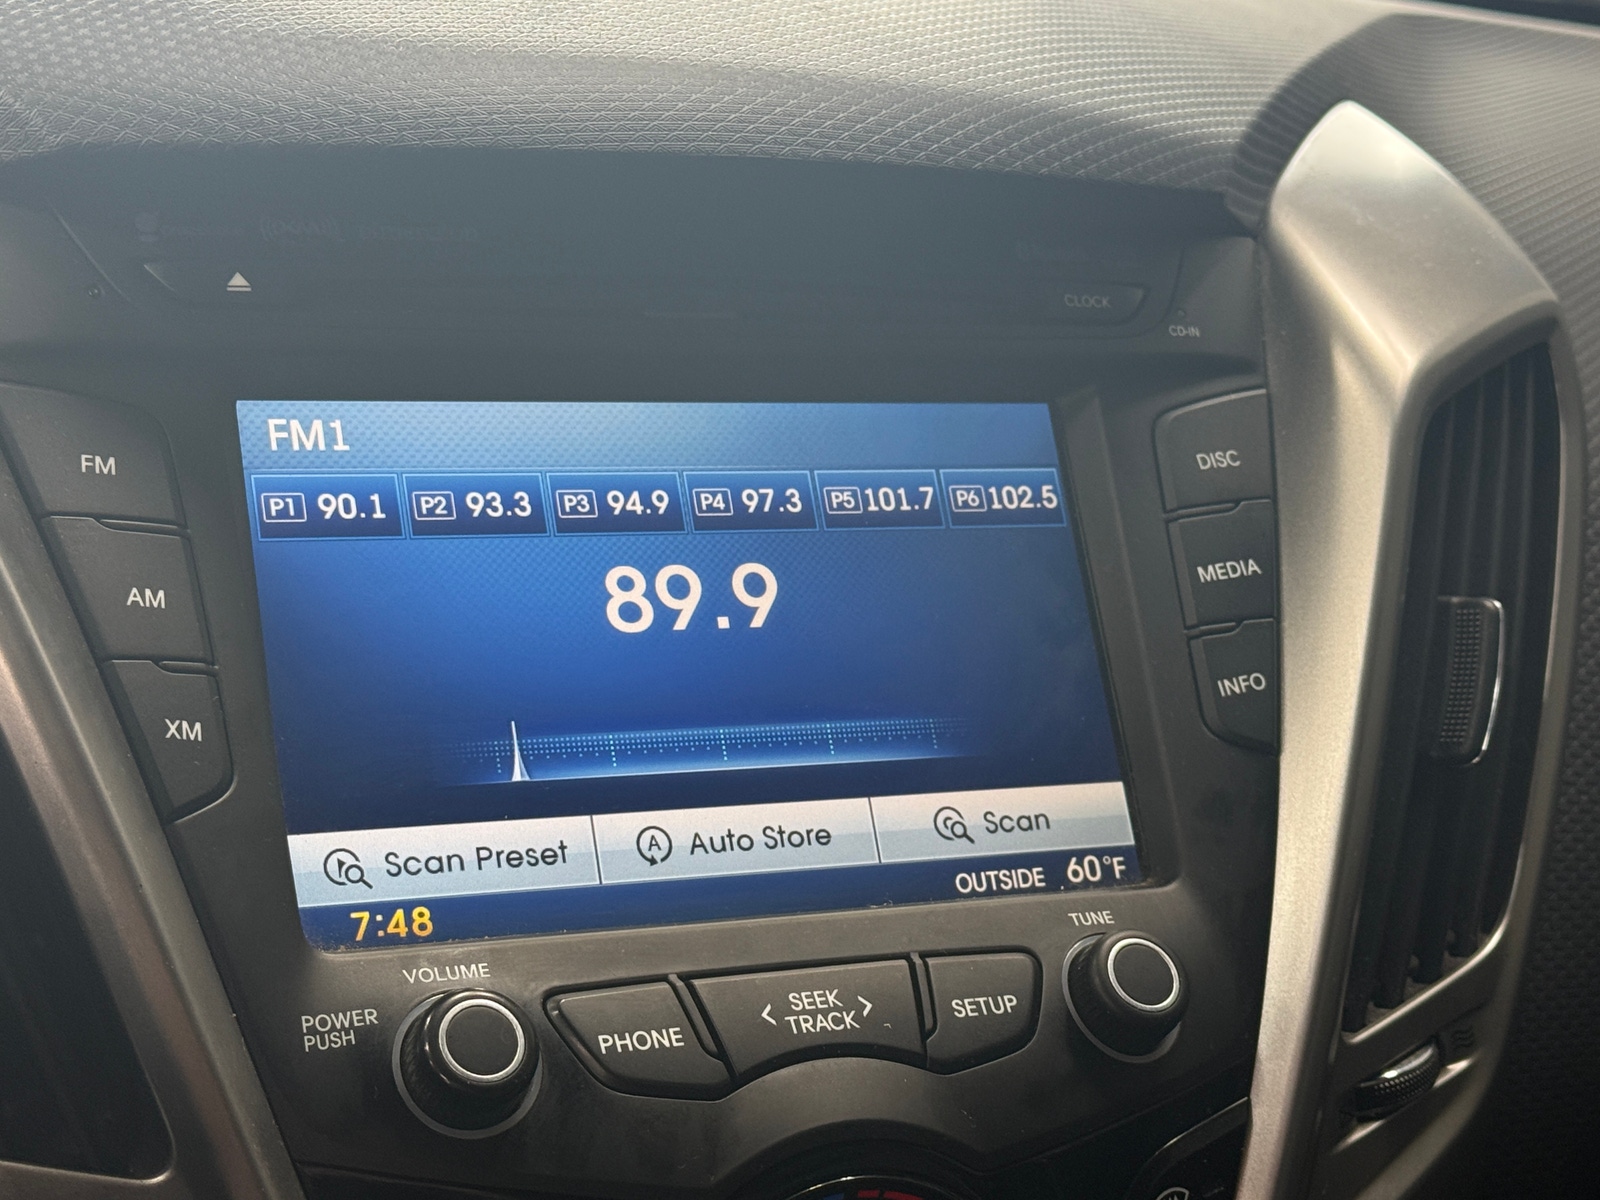 CLOCK
CD-IN
FM
AM
XM
FM1
P1 90.1 P2 93.3 P3 94.9 P4 97.3 P5 101.7 P6 102.5
89.9
Scan Preset Auto Store Scan
7:48 OUTSIDE 60°F
DISC
MEDIA
INFO
VOLUME
TUNE
POWER
PUSH
PHONE
< SEEK >
TRACK
SETUP